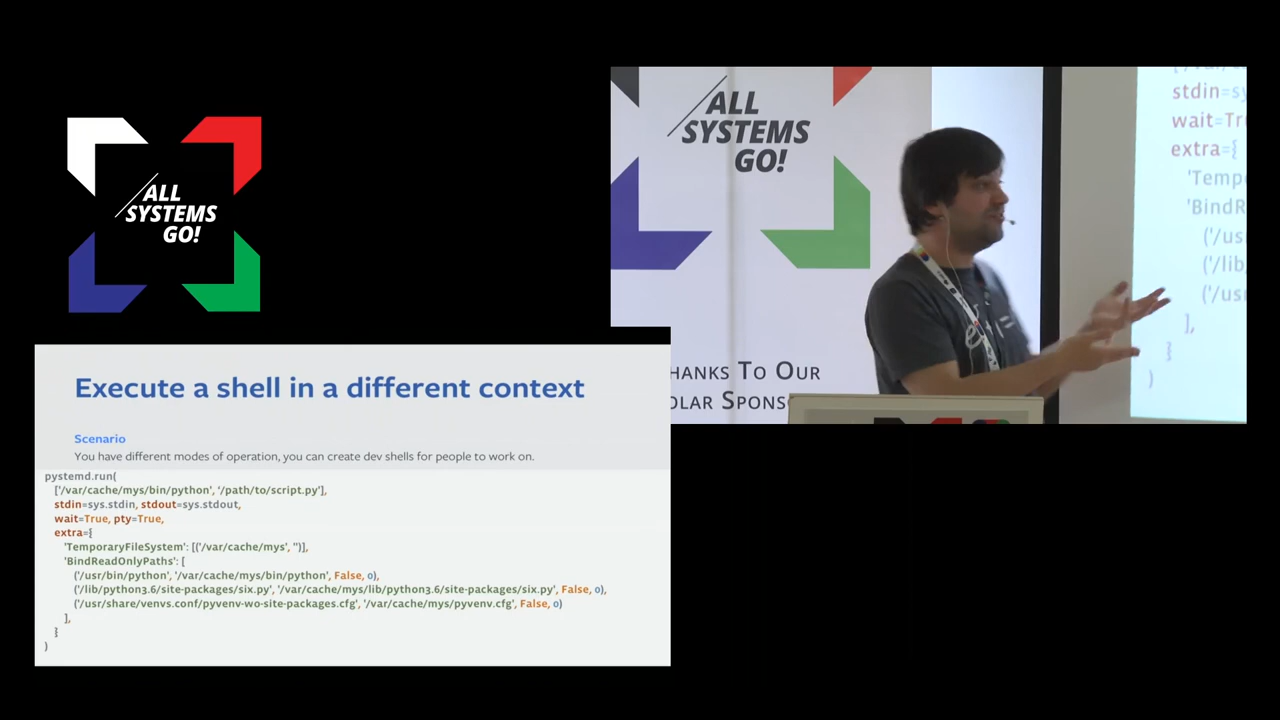 ALL
SYSTEMS
GO!
ALL
SYSTEMS
GO!
HANKS TO OUR
OLAR SPONS
stdin=sy
wait=Tr
extra={
'Temp
'BindR
('/us
('/lib
('/us
],
}
)
Execute a shell in a different context
Scenario
You have different modes of operation, you can create dev shells for people to work on.
pystemd.run(
['/var/cache/mys/bin/python', '/path/to/script.py'],
stdin=sys.stdin, stdout=sys.stdout,
wait=True, pty=True,
extra={
'TemporaryFileSystem': [('/var/cache/mys', '')],
'BindReadOnlyPaths': [
('/usr/bin/python', '/var/cache/mys/bin/python', False, 0),
('/lib/python3.6/site-packages/six.py', '/var/cache/mys/lib/python3.6/site-packages/six.py', False, 0),
('/usr/share/venvs.conf/pyvenv-wo-site-packages.cfg', '/var/cache/mys/pyvenv.cfg', False, 0)
],
}
)